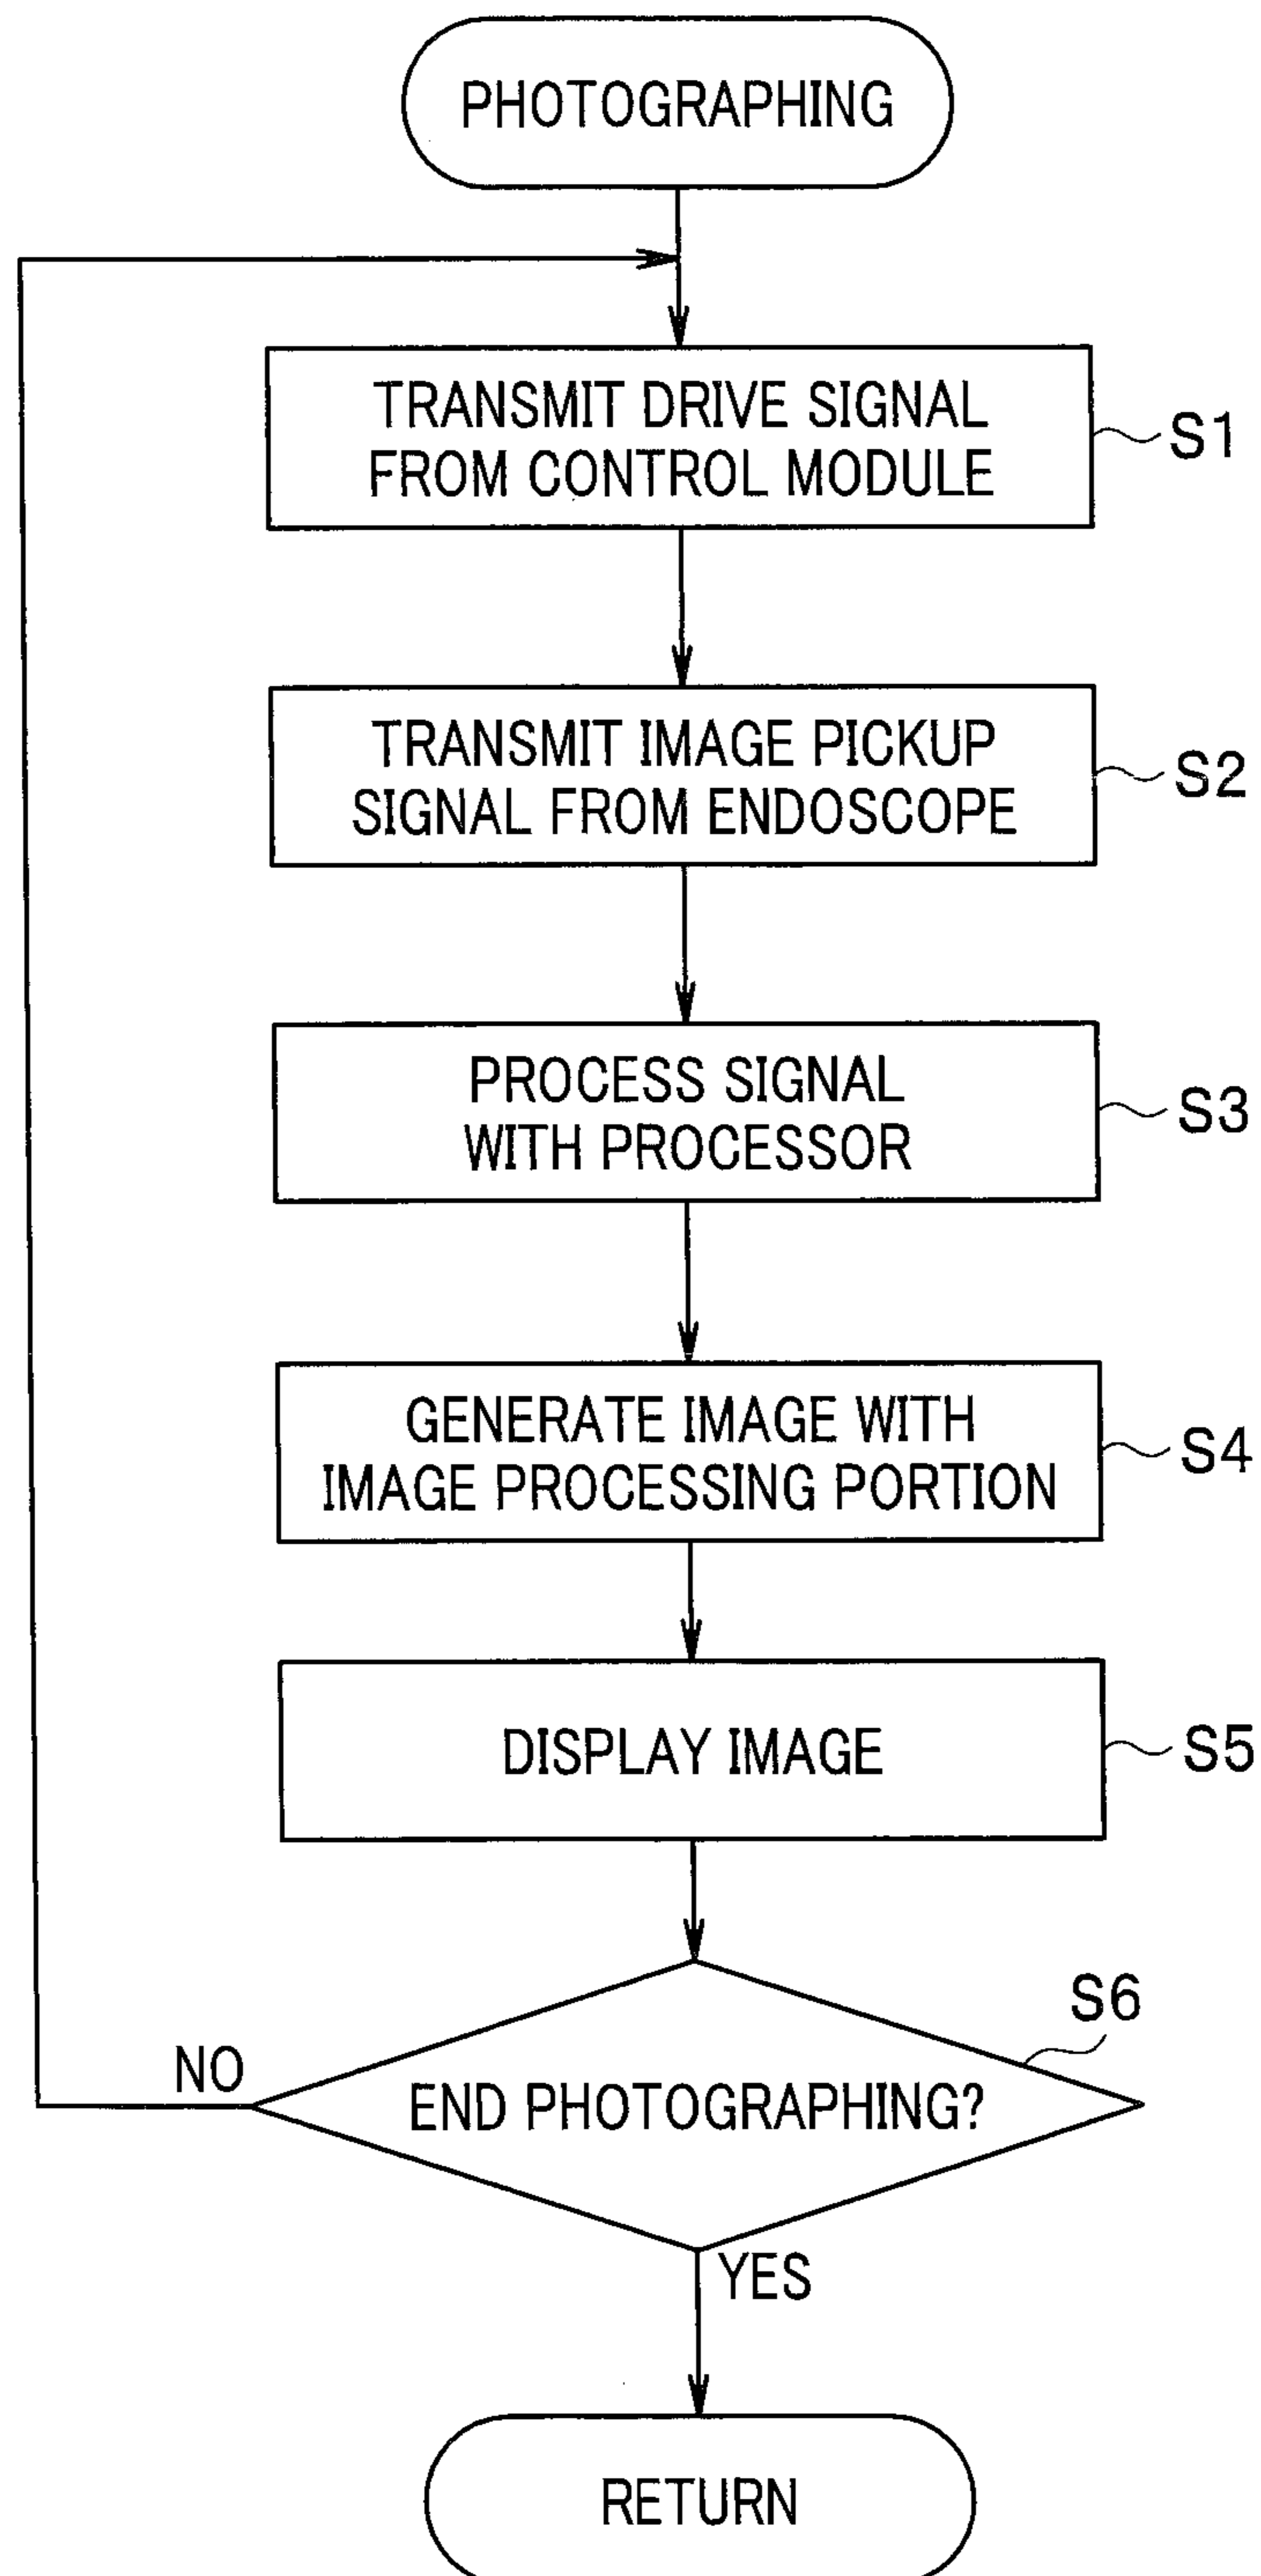 PHOTOGRAPHING
TRANSMIT DRIVE SIGNAL
FROM CONTROL MODULE
S1
TRANSMIT IMAGE PICKUP
SIGNAL FROM ENDOSCOPE
S2
PROCESS SIGNAL
WITH PROCESSOR
S3
GENERATE IMAGE WITH
IMAGE PROCESSING PORTION
S4
DISPLAY IMAGE
S5
S6
NO
END PHOTOGRAPHING?
YES
RETURN